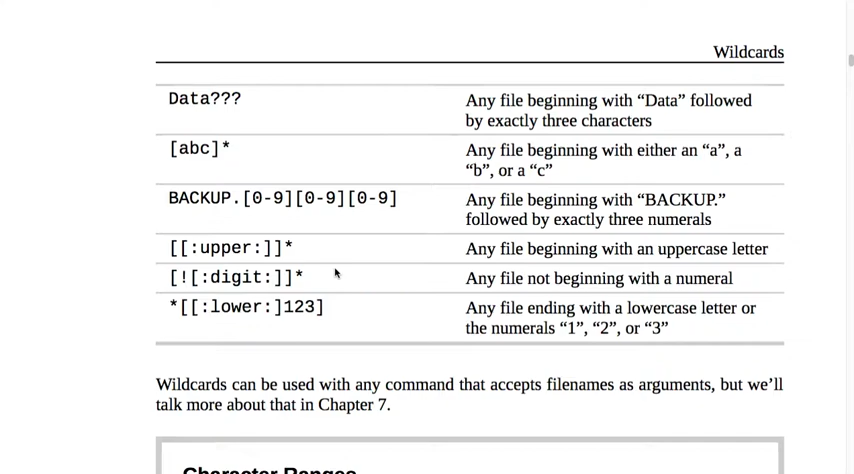 Wildcards
Data???
Any file beginning with “Data” followed
by exactly three characters
[abc]*
Any file beginning with either an “a”, a
“b”, or a “c”
BACKUP.[0-9][0-9][0-9]
Any file beginning with “BACKUP.”
followed by exactly three numerals
[[:upper:]]*
Any file beginning with an uppercase letter
[![:digit:]]*
Any file not beginning with a numeral
*[[:lower:]123]
Any file ending with a lowercase letter or
the numerals “1”, “2”, or “3”
Wildcards can be used with any command that accepts filenames as arguments, but we’ll
talk more about that in Chapter 7.
Character Ranges